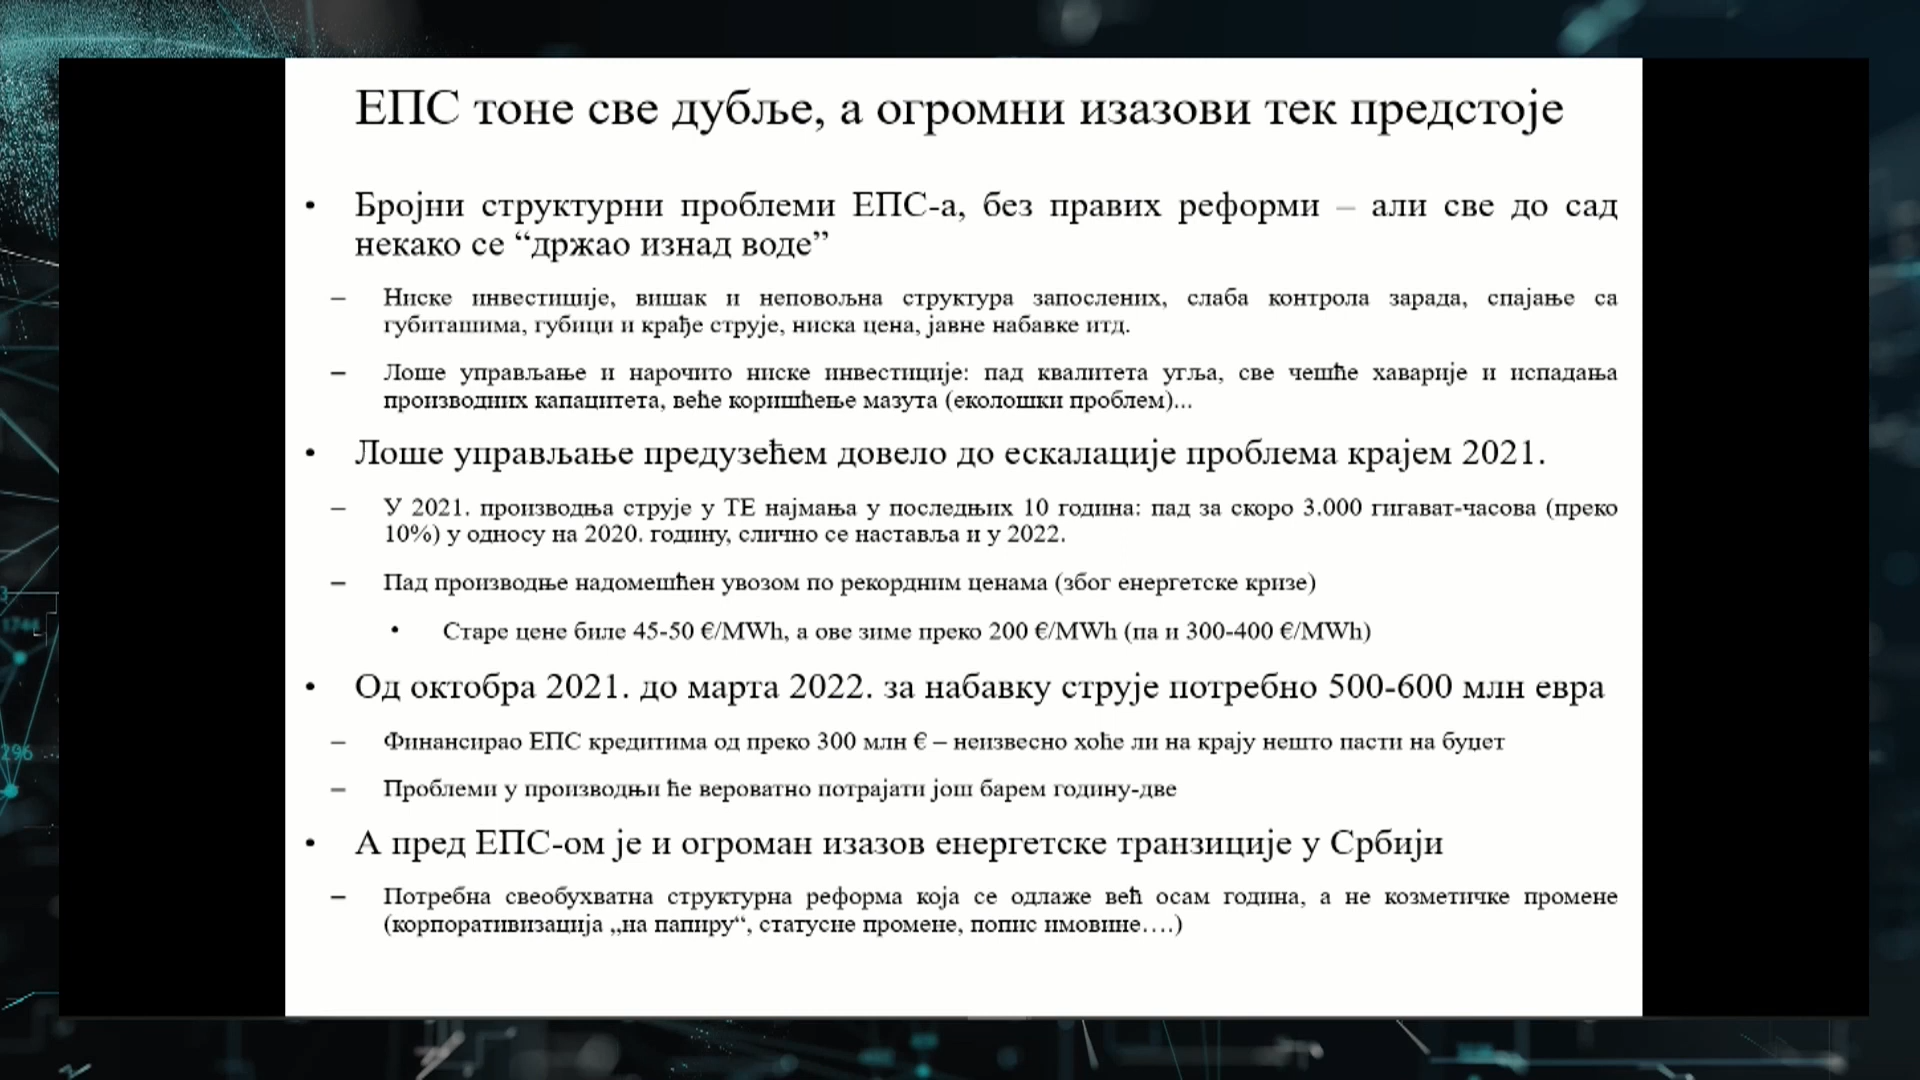 ЕПС тоне све дубље, а огромни изазови тек предстоје
• Бројни структурни проблеми ЕПС-а, без правих реформи – али све до сад
некако се “држао изнад воде”
– Ниске инвестиције, вишак и неповољна структура запослених, слаба контрола зарада, спајање са
губиташима, губици и крађе струје, ниска цена, јавне набавке итд.
– Лоше управљање и нарочито ниске инвестиције: пад квалитета угља, све чешће хаварије и испадања
производних капацитета, веће коришћење мазута (еколошки проблем)...
• Лоше управљање предузећем довело до ескалације проблема крајем 2021.
– У 2021. производња струје у ТЕ најмања у последњих 10 година: пад за скоро 3.000 гигават-часова (преко
10%) у односу на 2020. годину, слично се наставља и у 2022.
– Пад производње надомешћен увозом по рекордним ценама (због енергетске кризе)
• Старе цене биле 45-50 €/MWh, а ове зиме преко 200 €/MWh (па и 300-400 €/MWh)
• Од октобра 2021. до марта 2022. за набавку струје потребно 500-600 млн евра
– Финансирао ЕПС кредитима од преко 300 млн € – неизвесно хоће ли на крају нешто пасти на буџет
– Проблеми у производњи ће вероватно потрајати још барем годину-две
• А пред ЕПС-ом је и огроман изазов енергетске транзиције у Србији
– Потребна свеобухватна структурна реформа која се одлаже већ осам година, а не козметичке промене
(корпоративизација „на папиру“, статусне промене, попис имовине….)
296